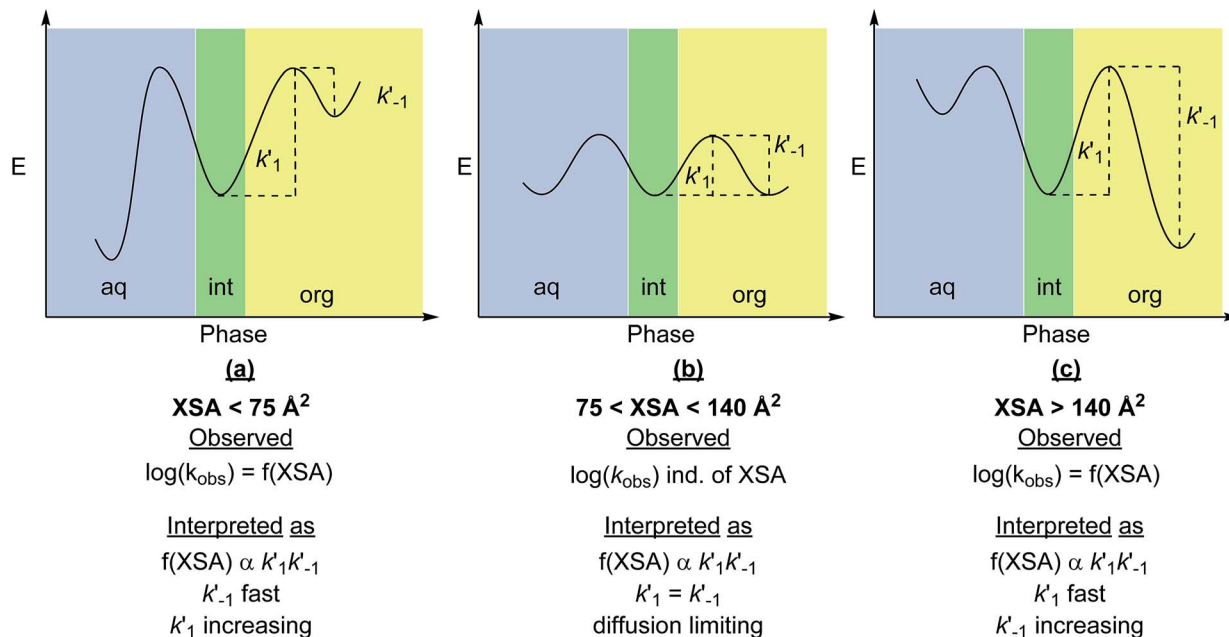 E
k'1
k'-1
aq
int
org
Phase
(a)
XSA < 75 Å²
Observed
log(kobs) = f(XSA)
Interpreted as
f(XSA) α k'1k'-1
k'-1 fast
k'1 increasing
E
k'1
k'-1
aq
int
org
Phase
(b)
75 < XSA < 140 Å²
Observed
log(kobs) ind. of XSA
Interpreted as
f(XSA) α k'1k'-1
k'1 = k'-1
diffusion limiting
E
k'1
k'-1
aq
int
org
Phase
(c)
XSA > 140 Å²
Observed
log(kobs) = f(XSA)
Interpreted as
f(XSA) α k'1k'-1
k'1 fast
k'-1 increasing